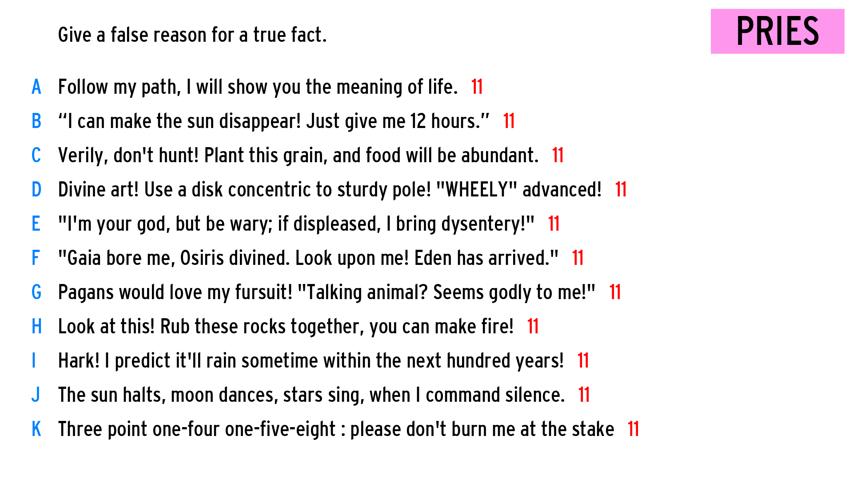 PRIES
Give a false reason for a true fact.
A Follow my path, I will show you the meaning of life. 11
B “I can make the sun disappear! Just give me 12 hours.” 11
C Verily, don't hunt! Plant this grain, and food will be abundant. 11
D Divine art! Use a disk concentric to sturdy pole! "WHEELY" advanced! 11
E "I'm your god, but be wary; if displeased, I bring dysentery!" 11
F "Gaia bore me, Osiris divined. Look upon me! Eden has arrived." 11
G Pagans would love my fursuit! "Talking animal? Seems godly to me!" 11
H Look at this! Rub these rocks together, you can make fire! 11
I Hark! I predict it'll rain sometime within the next hundred years! 11
J The sun halts, moon dances, stars sing, when I command silence. 11
K Three point one-four one-five-eight : please don't burn me at the stake 11